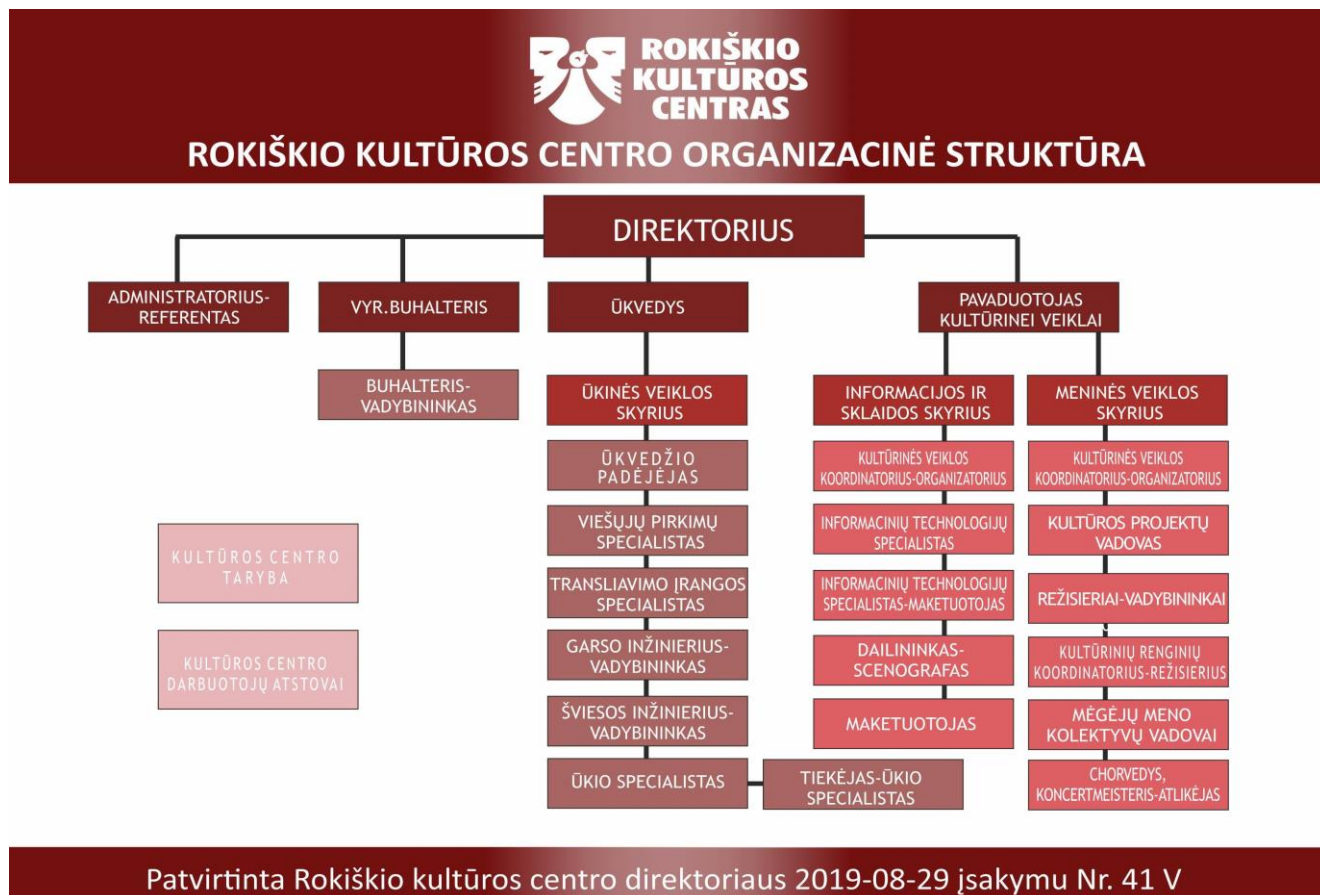 ROKIŠKIO
KULTŪROS
CENTRAS
ROKIŠKIO KULTŪROS CENTRO ORGANIZACINĖ STRUKTŪRA
DIREKTORIUS
ADMINISTRATORIUS-
REFERENTAS
VYR.BUHALTERIS
ŪKVEDYS
PAVADUOTOJAS
KULTŪRINEI VEIKLAI
BUHALTERIS-
VADYBININKAS
ŪKINĖS VEIKLOS
SKYRIUS
INFORMACIJOS IR
SKLAIDOS SKYRIUS
MENINĖS VEIKLOS
SKYRIUS
ŪKVEDŽIO
PADĖJĖJAS
KULTŪRINĖS VEIKLOS
KOORDINATORIUS-ORGANIZATORIUS
KULTŪRINĖS VEIKLOS
KOORDINATORIUS-ORGANIZATORIUS
KULTŪROS CENTRO
TARYBA
VIEŠŲJŲ PIRKIMŲ
SPECIALISTAS
INFORMACINIŲ TECHNOLOGIJŲ
SPECIALISTAS
KULTŪROS PROJEKTŲ
VADOVAS
TRANSLIAVIMO ĮRANGOS
SPECIALISTAS
INFORMACINIŲ TECHNOLOGIJŲ
SPECIALISTAS-MAKETUOTOJAS
REŽISIERIAI-VADYBININKAI
KULTŪROS CENTRO
DARBUOTOJŲ ATSTOVAI
GARSO INŽINIERIUS-
VADYBININKAS
DAILININKAS-
SCENOGRAFAS
KULTŪRINIŲ RENGINIŲ
KOORDINATORIUS-REŽISIERIUS
ŠVIESOS INŽINIERIUS-
VADYBININKAS
MAKETUOTOJAS
MĖGĖJŲ MENO
KOLEKTYVŲ VADOVAI
ŪKIO SPECIALISTAS
TIEKĖJAS-ŪKIO
SPECIALISTAS
CHORVEDYS,
KONCERTMEISTERIS-ATLIKĖJAS
Patvirtinta Rokiškio kultūros centro direktoriaus 2019-08-29 įsakymu Nr. 41 V